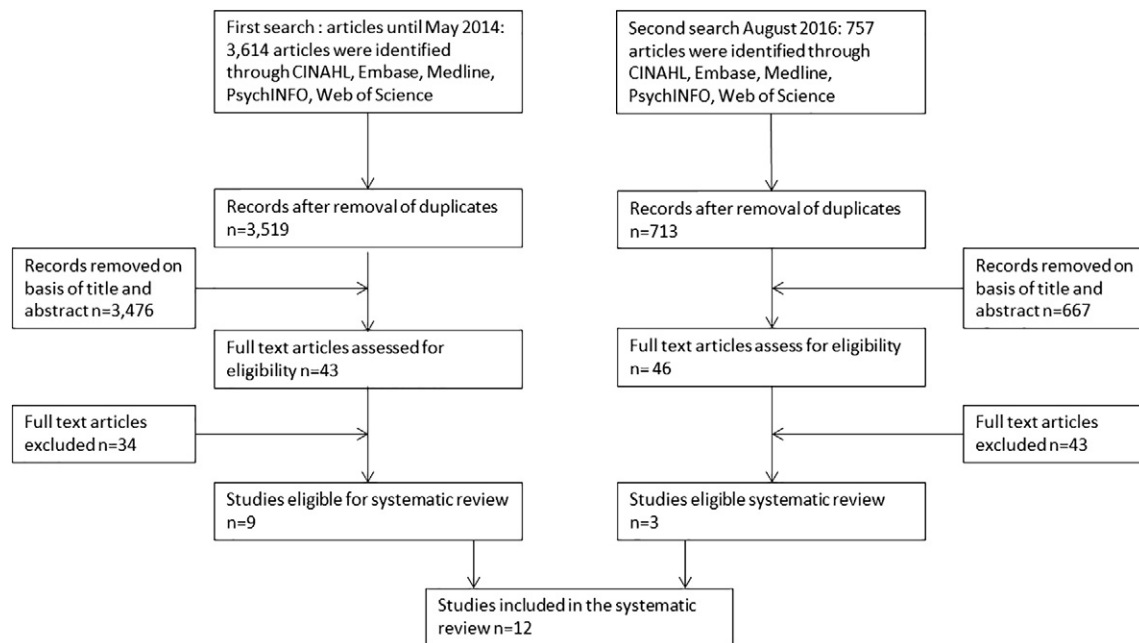 First search : articles until May 2014:
3,614 articles were identified
through CINAHL, Embase, Medline,
PsychINFO, Web of Science
Second search August 2016: 757
articles were identified through
CINAHL, Embase, Medline,
PsychINFO, Web of Science
Records after removal of duplicates
n=3,519
Records after removal of duplicates
n=713
Records removed on
basis of title and
abstract n=3,476
Records removed on
basis of title and
abstract n=667
Full text articles assessed for
eligibility n=43
Full text articles assess for eligibility
n= 46
Full text articles
excluded n=34
Full text articles
excluded n=43
Studies eligible for systematic review
n=9
Studies eligible systematic review
n=3
Studies included in the systematic
review n=12